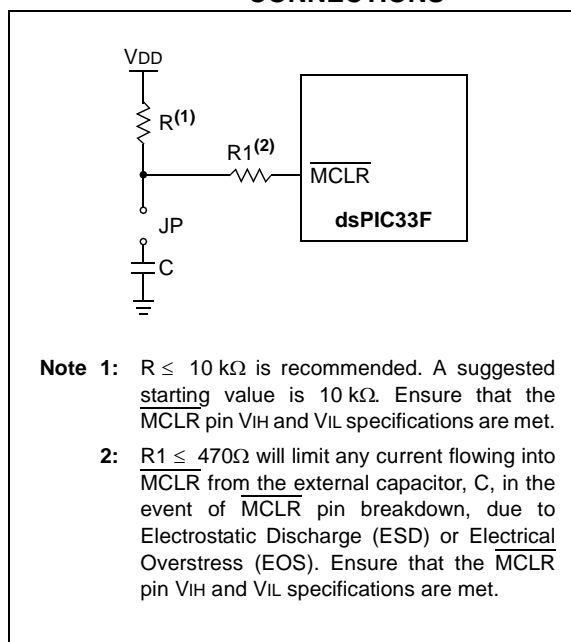 CONNECTIONS
VDD
R(1)
R1(2)
MCLR
dsPIC33F
JP
C
Note 1: R ≤ 10 kΩ is recommended. A suggested
starting value is 10 kΩ. Ensure that the
MCLR pin VIH and VIL specifications are met.
2: R1 ≤ 470Ω will limit any current flowing into
MCLR from the external capacitor, C, in the
event of MCLR pin breakdown, due to
Electrostatic Discharge (ESD) or Electrical
Overstress (EOS). Ensure that the MCLR
pin VIH and VIL specifications are met.